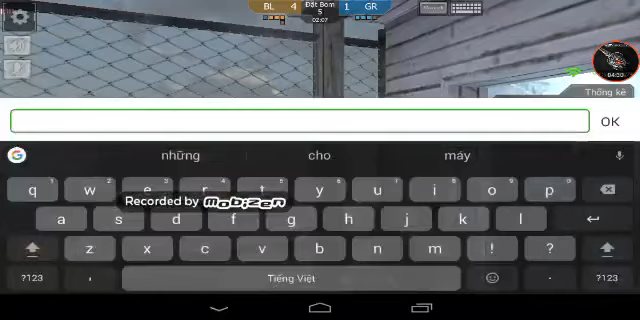 BL 4 Đặt Bom 1 GR
5
02:07
04:30
Thống kê
OK
những cho máy
q w e r t y u i o p
Recorded by mobizen
a s d f g h j k l
z x c v b n m ! ?
?123 , Tiếng Việt . ?123